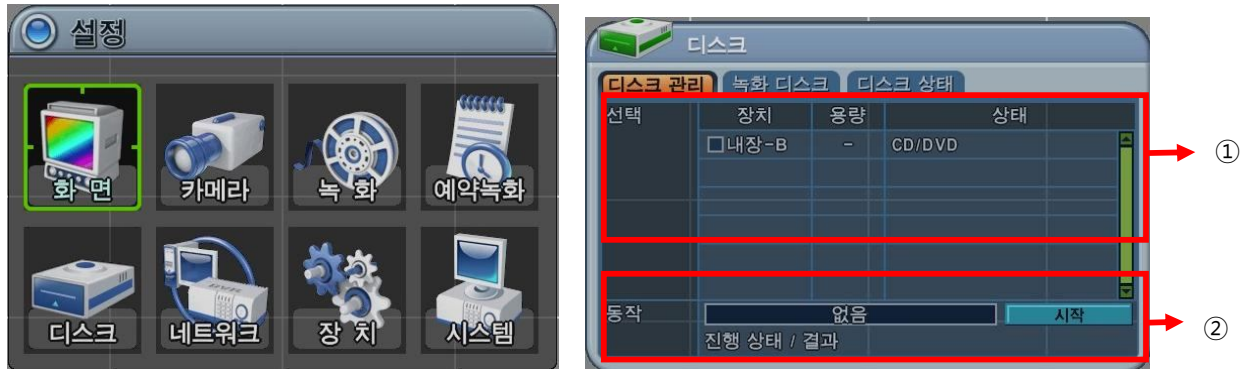 설정
화 면
카메라
녹 화
예약녹화
디스크
네트워크
장 치
시스템
디스크
디스크 관리 녹화 디스크 디스크 상태
선택 장치 용량 상태
내장-B - CD/DVD
①
동작 없음 시작
진행 상태 / 결과
②